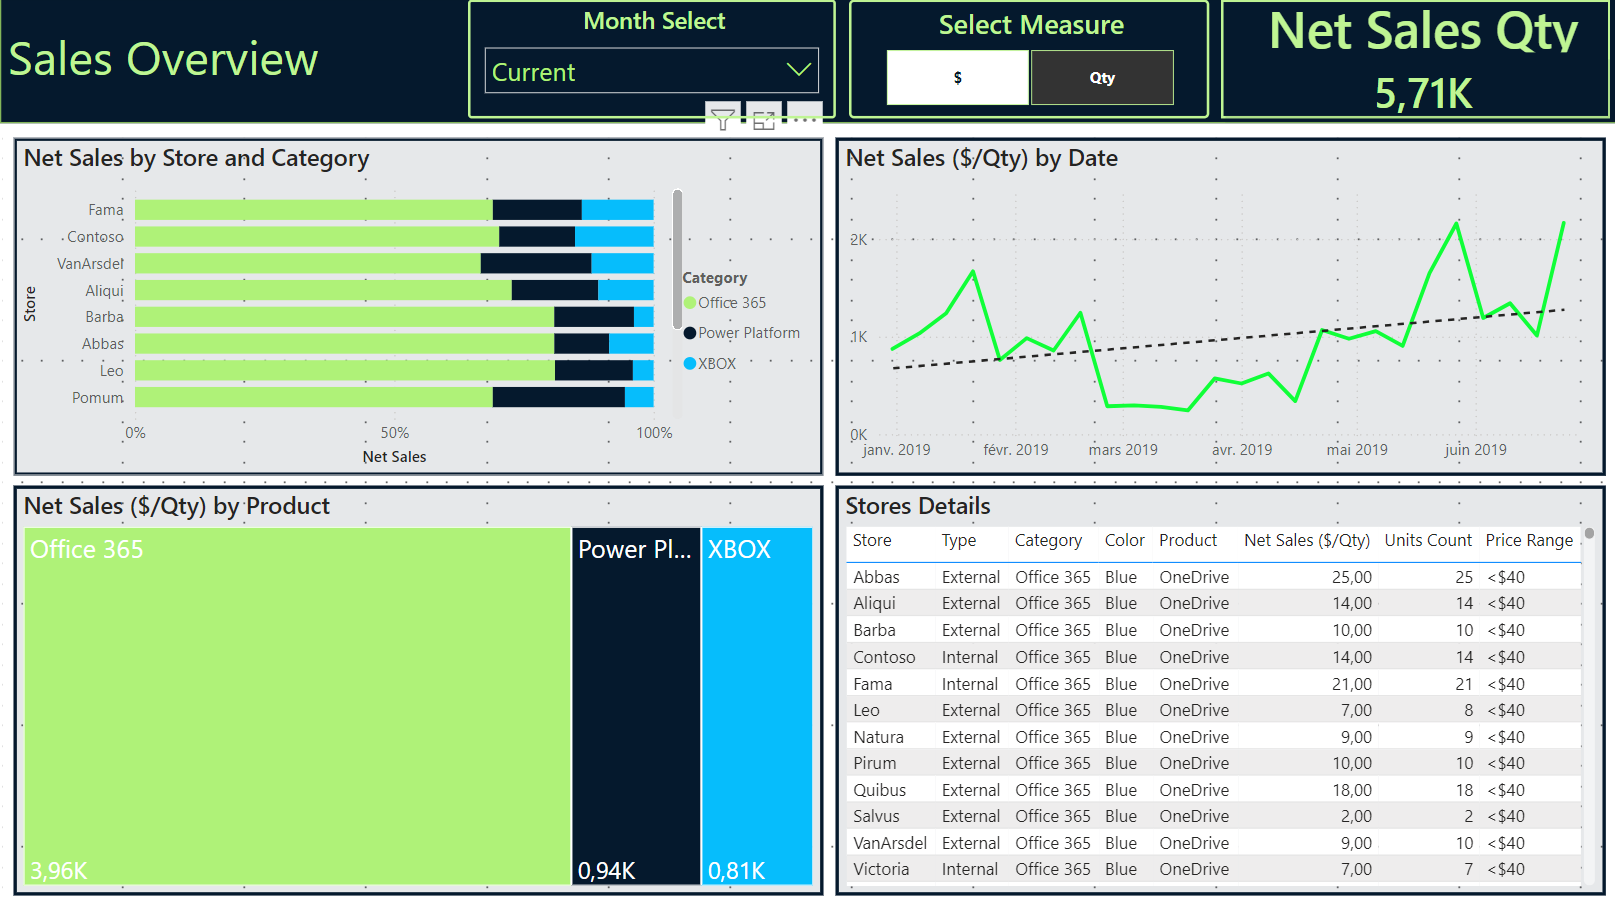 Sales Overview
Month Select
Current
Select Measure
$
Qty
Net Sales Qty
5,71K
Net Sales by Store and Category
Store
Fama
Contoso
VanArsdel
Aliqui
Barba
Abbas
Leo
Pomum
0%
50%
100%
Net Sales
Category
Office 365
Power Platform
XBOX
Net Sales ($/Qty) by Date
2K
1K
0K
janv. 2019
févr. 2019
mars 2019
avr. 2019
mai 2019
juin 2019
Net Sales ($/Qty) by Product
Office 365
3,96K
Power Pl...
0,94K
XBOX
0,81K
Stores Details
Store Type Category Color Product Net Sales ($/Qty) Units Count Price Range
Abbas External Office 365 Blue OneDrive 25,00 25 <$40
Aliqui External Office 365 Blue OneDrive 14,00 14 <$40
Barba External Office 365 Blue OneDrive 10,00 10 <$40
Contoso Internal Office 365 Blue OneDrive 14,00 14 <$40
Fama Internal Office 365 Blue OneDrive 21,00 21 <$40
Leo External Office 365 Blue OneDrive 7,00 8 <$40
Natura External Office 365 Blue OneDrive 9,00 9 <$40
Pirum External Office 365 Blue OneDrive 10,00 10 <$40
Quibus External Office 365 Blue OneDrive 18,00 18 <$40
Salvus External Office 365 Blue OneDrive 2,00 2 <$40
VanArsdel External Office 365 Blue OneDrive 9,00 10 <$40
Victoria Internal Office 365 Blue OneDrive 7,00 7 <$40